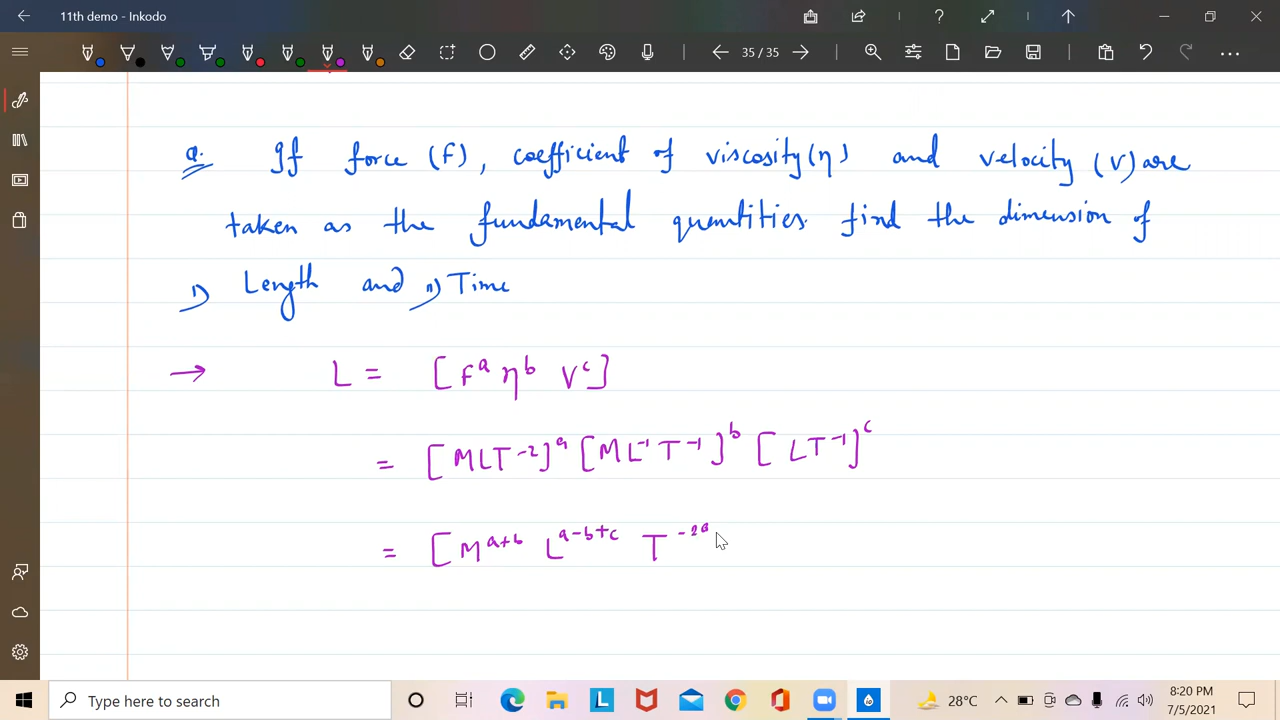 11th demo - Inkodo
35 / 35
Q. If force (F), coefficient of viscosity (η) and velocity (V) are
taken as the fundamental quantities find the dimension of
i) Length and ii) Time
→ L = [F^a η^b V^c]
= [MLT^-2]^a [ML^-1 T^-1]^b [LT^-1]^c
= [M^a+b L^a-b+c T^-2a
Type here to search
28°C
8:20 PM
7/5/2021